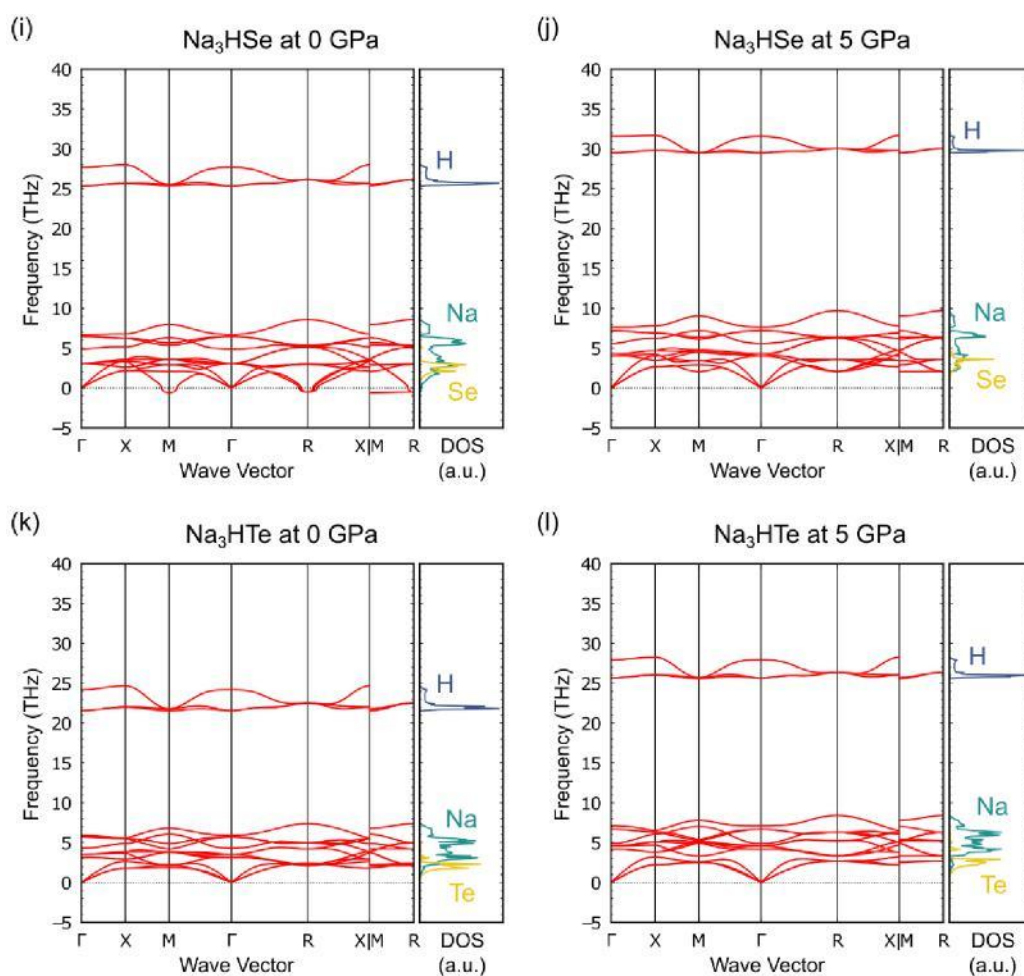 (i)
Na₃HSe at 0 GPa
40
35
30
25
20
15
10
5
0
−5
Frequency (THz)
H
Na
Se
Γ X M Γ R X|M R
Wave Vector
DOS
(a.u.)
(j)
Na₃HSe at 5 GPa
40
35
30
25
20
15
10
5
0
−5
Frequency (THz)
H
Na
Se
Γ X M Γ R X|M R
Wave Vector
DOS
(a.u.)
(k)
Na₃HTe at 0 GPa
40
35
30
25
20
15
10
5
0
−5
Frequency (THz)
H
Na
Te
Γ X M Γ R X|M R
Wave Vector
DOS
(a.u.)
(l)
Na₃HTe at 5 GPa
40
35
30
25
20
15
10
5
0
−5
Frequency (THz)
H
Na
Te
Γ X M Γ R X|M R
Wave Vector
DOS
(a.u.)